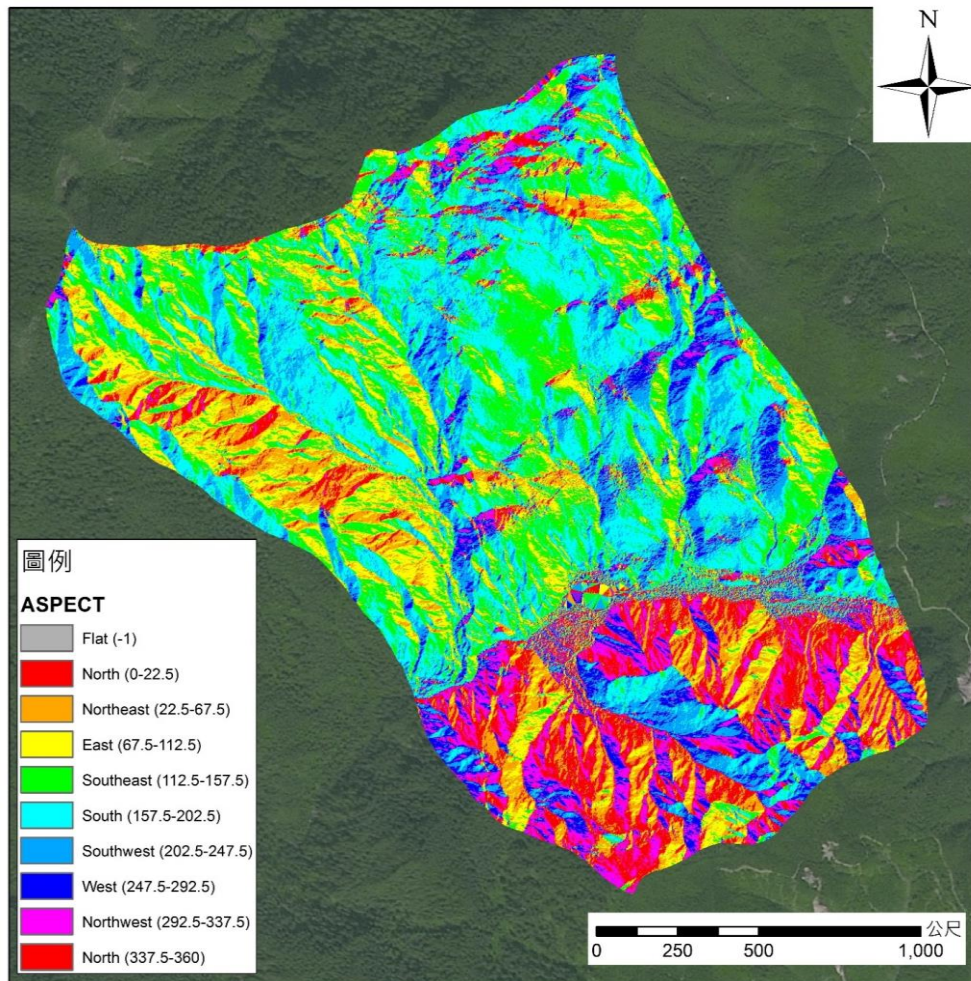 N
圖例
ASPECT
Flat (-1)
North (0-22.5)
Northeast (22.5-67.5)
East (67.5-112.5)
Southeast (112.5-157.5)
South (157.5-202.5)
Southwest (202.5-247.5)
West (247.5-292.5)
Northwest (292.5-337.5)
North (337.5-360)
公尺
0 250 500 1,000